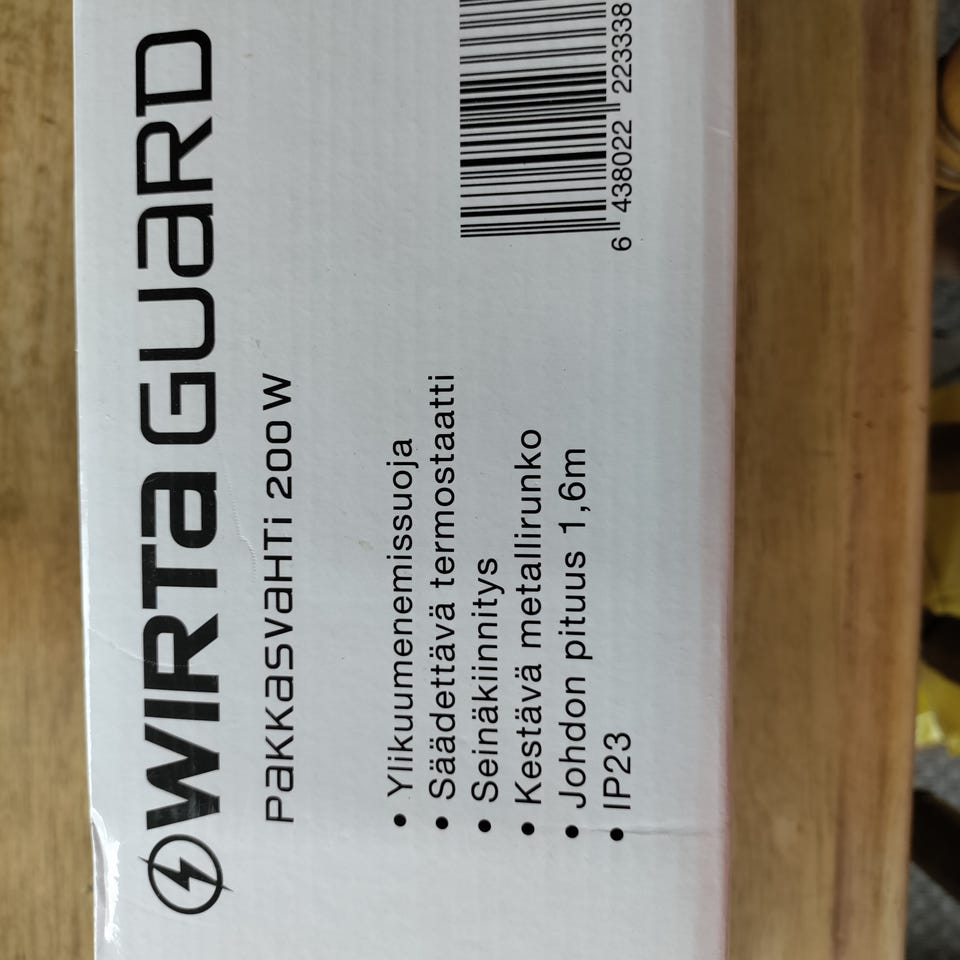 WIRTA GUARD
PAKKASVAHTI 200 W
• Ylikuumenemissuoja
• Säädettävä termostaatti
• Seinäkiinnitys
• Kestävä metallirunko
• Johdon pituus 1,6m
• IP23
6 438022 223338